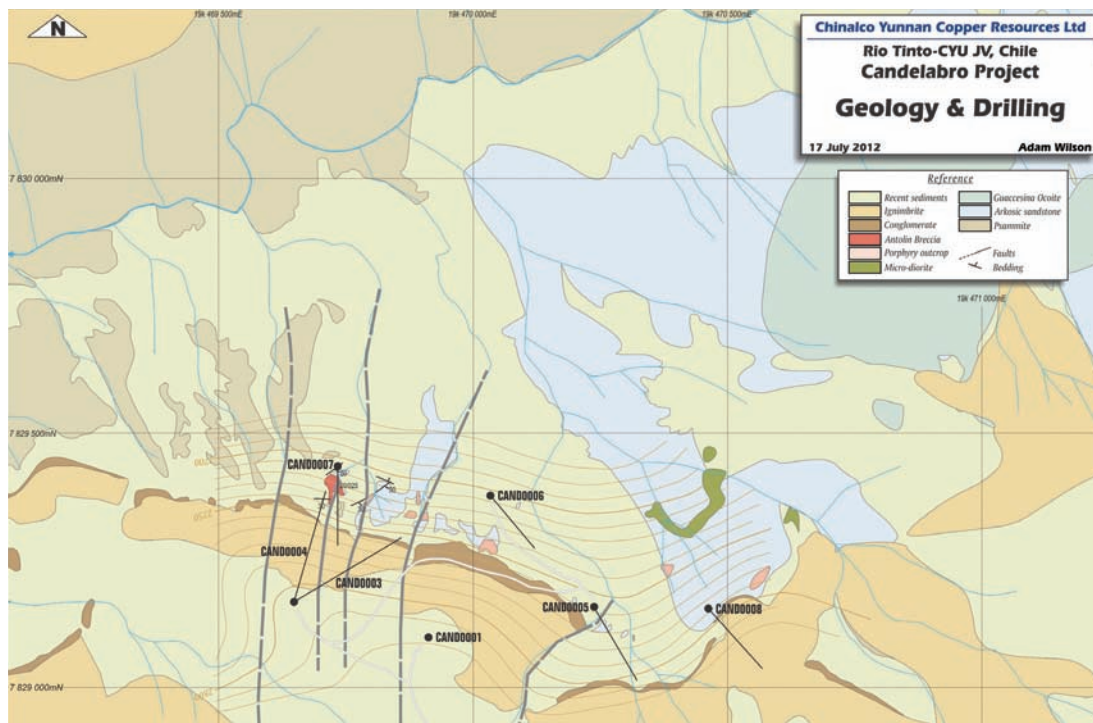 19k 469 500mE
19k 470 000mE
19k 470 500mE
N
Chinalco Yunnan Copper Resources Ltd
Rio Tinto-CYU JV, Chile
Candelabro Project
Geology & Drilling
17 July 2012 Adam Wilson
7 830 000mN
Reference
Recent sediments
Ignimbrite
Conglomerate
Antolin Breccia
Porphyry outcrop
Micro-diorite
Guaccesina Ocoite
Arkosic sandstone
Psammite
Faults
Bedding
19k 471 000mE
7 829 500mN
CAND0007
CAND0006
CAND0004
CAND0003
CAND0005
CAND0008
CAND0001
7 829 000mN